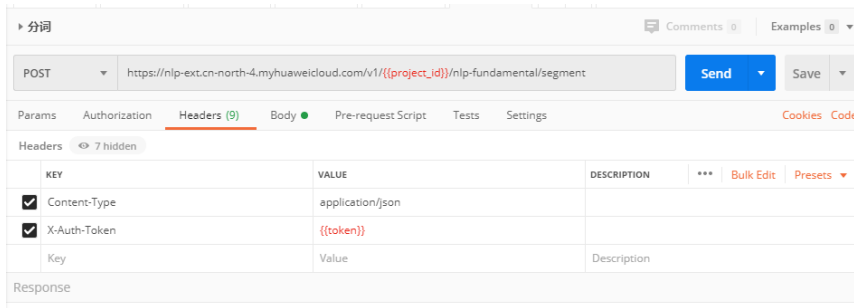 分词 Comments 0 Examples 0
POST https://nlp-ext.cn-north-4.myhuaweicloud.com/v1/{{project_id}}/nlp-fundamental/segment Send Save
Params Authorization Headers (9) Body Pre-request Script Tests Settings Cookies Code
Headers 7 hidden
KEY VALUE DESCRIPTION ••• Bulk Edit Presets
Content-Type application/json
X-Auth-Token {{token}}
Key Value Description
Response